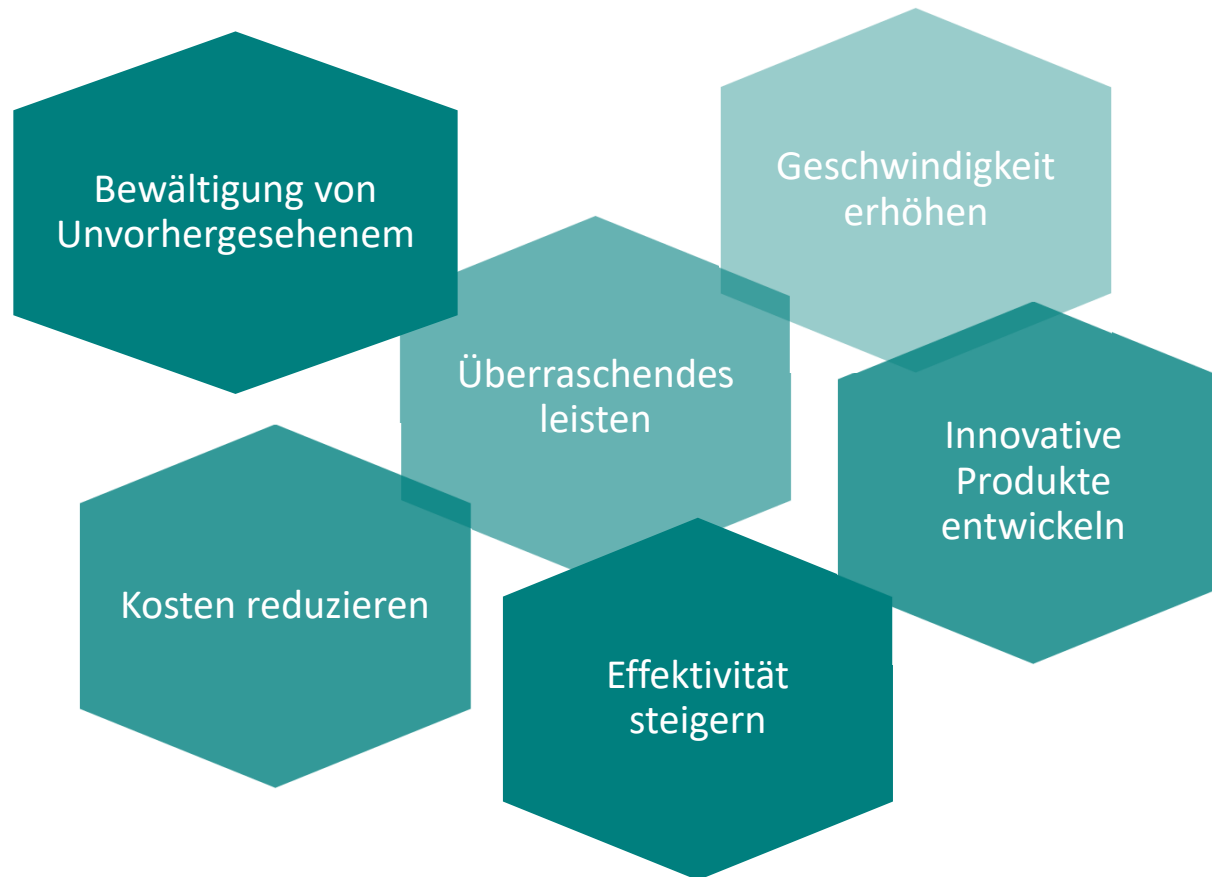 Bewältigung von
Unvorhergesehenem
Geschwindigkeit
erhöhen
Überraschendes
leisten
Innovative
Produkte
entwickeln
Kosten reduzieren
Effektivität
steigern